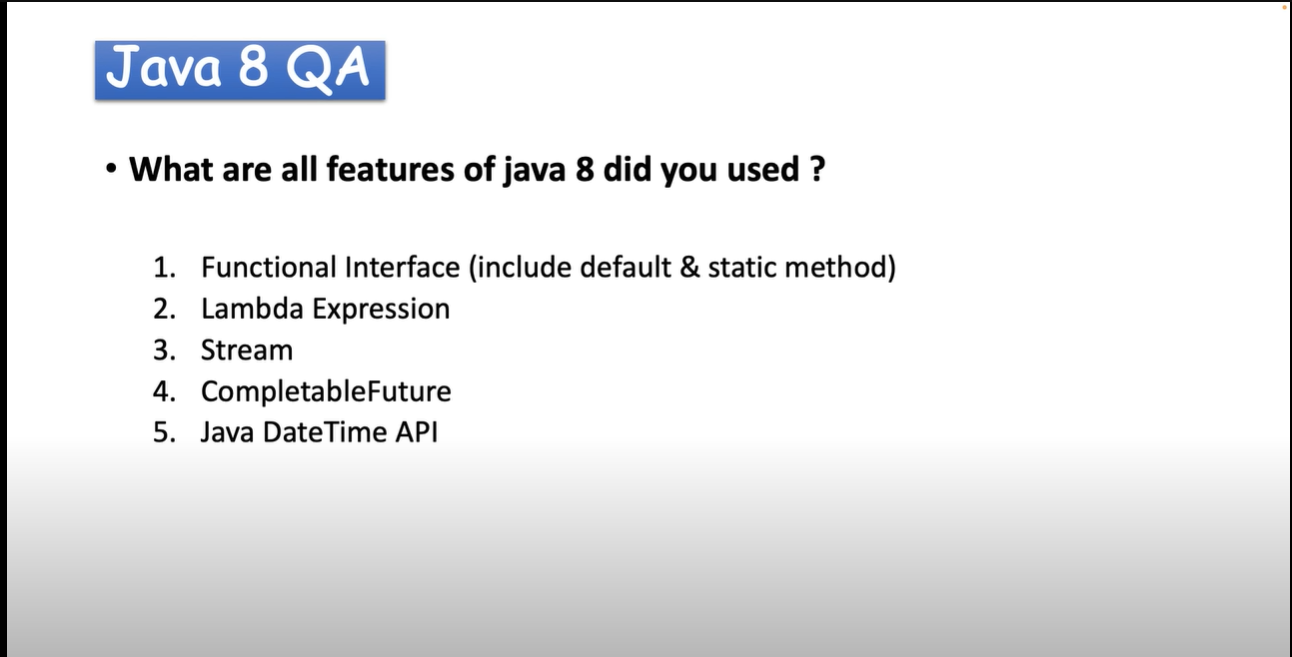 Java 8 QA
• What are all features of java 8 did you used ?
1. Functional Interface (include default & static method)
2. Lambda Expression
3. Stream
4. CompletableFuture
5. Java DateTime API